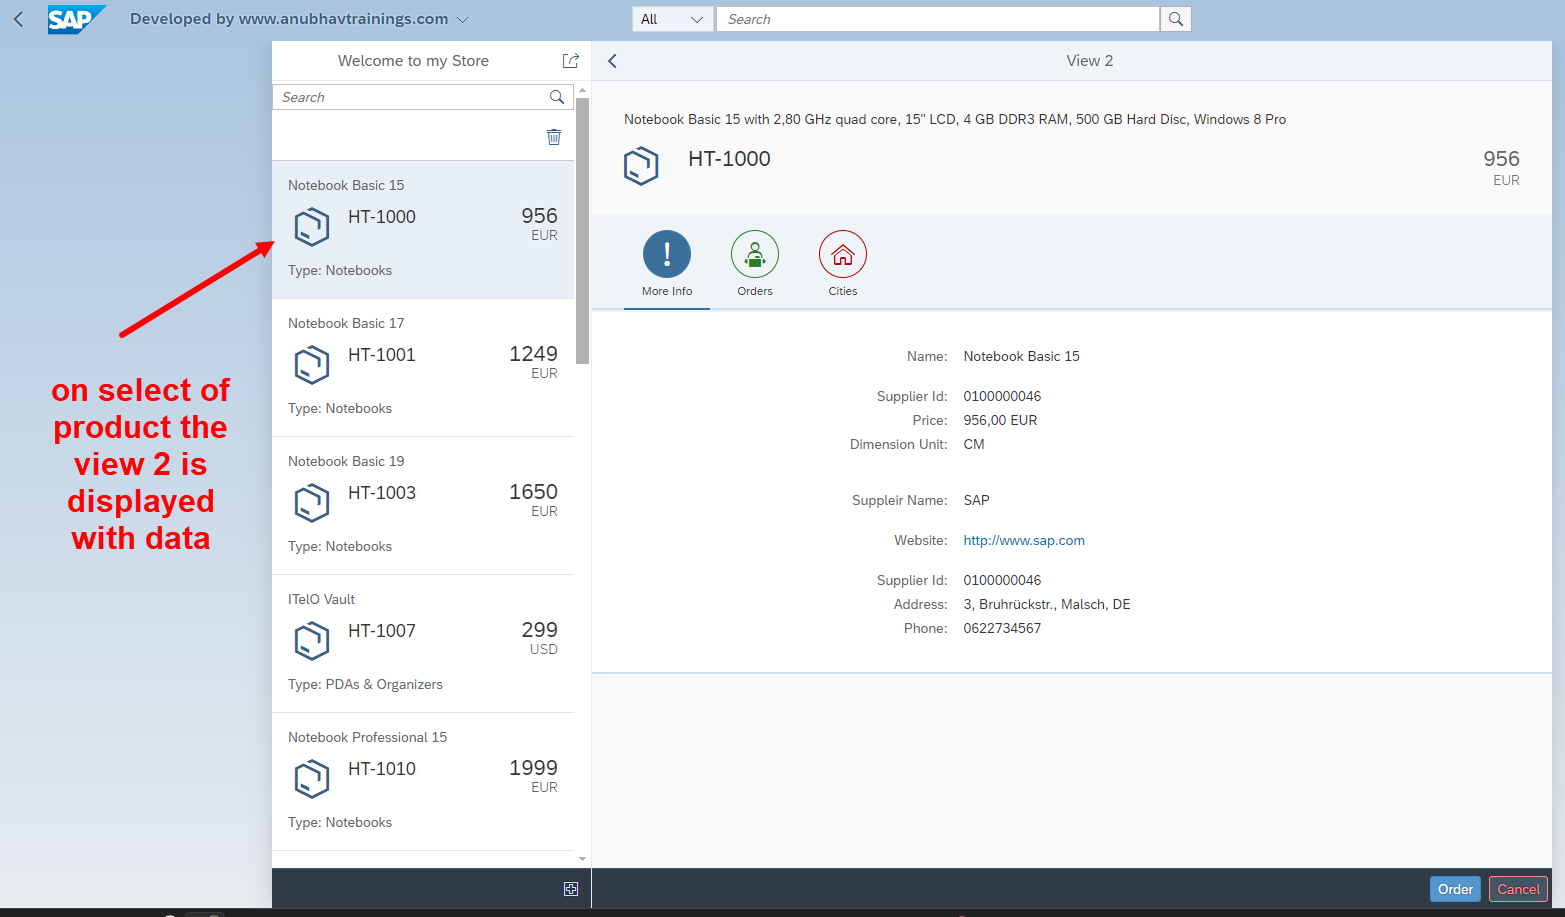 SAP
Developed by www.anubhavtrainings.com
All
Search
Welcome to my Store
View 2
Search
Notebook Basic 15
HT-1000
956
EUR
Type: Notebooks
Notebook Basic 17
HT-1001
1249
EUR
Type: Notebooks
Notebook Basic 19
HT-1003
1650
EUR
Type: Notebooks
ITelO Vault
HT-1007
299
USD
Type: PDAs & Organizers
Notebook Professional 15
HT-1010
1999
EUR
Type: Notebooks
on select of
product the
view 2 is
displayed
with data
Notebook Basic 15 with 2,80 GHz quad core, 15" LCD, 4 GB DDR3 RAM, 500 GB Hard Disc, Windows 8 Pro
HT-1000
956
EUR
More Info
Orders
Cities
Name: Notebook Basic 15
Supplier Id: 0100000046
Price: 956,00 EUR
Dimension Unit: CM
Suppleir Name: SAP
Website: http://www.sap.com
Supplier Id: 0100000046
Address: 3, Bruhrückstr., Malsch, DE
Phone: 0622734567
Order
Cancel